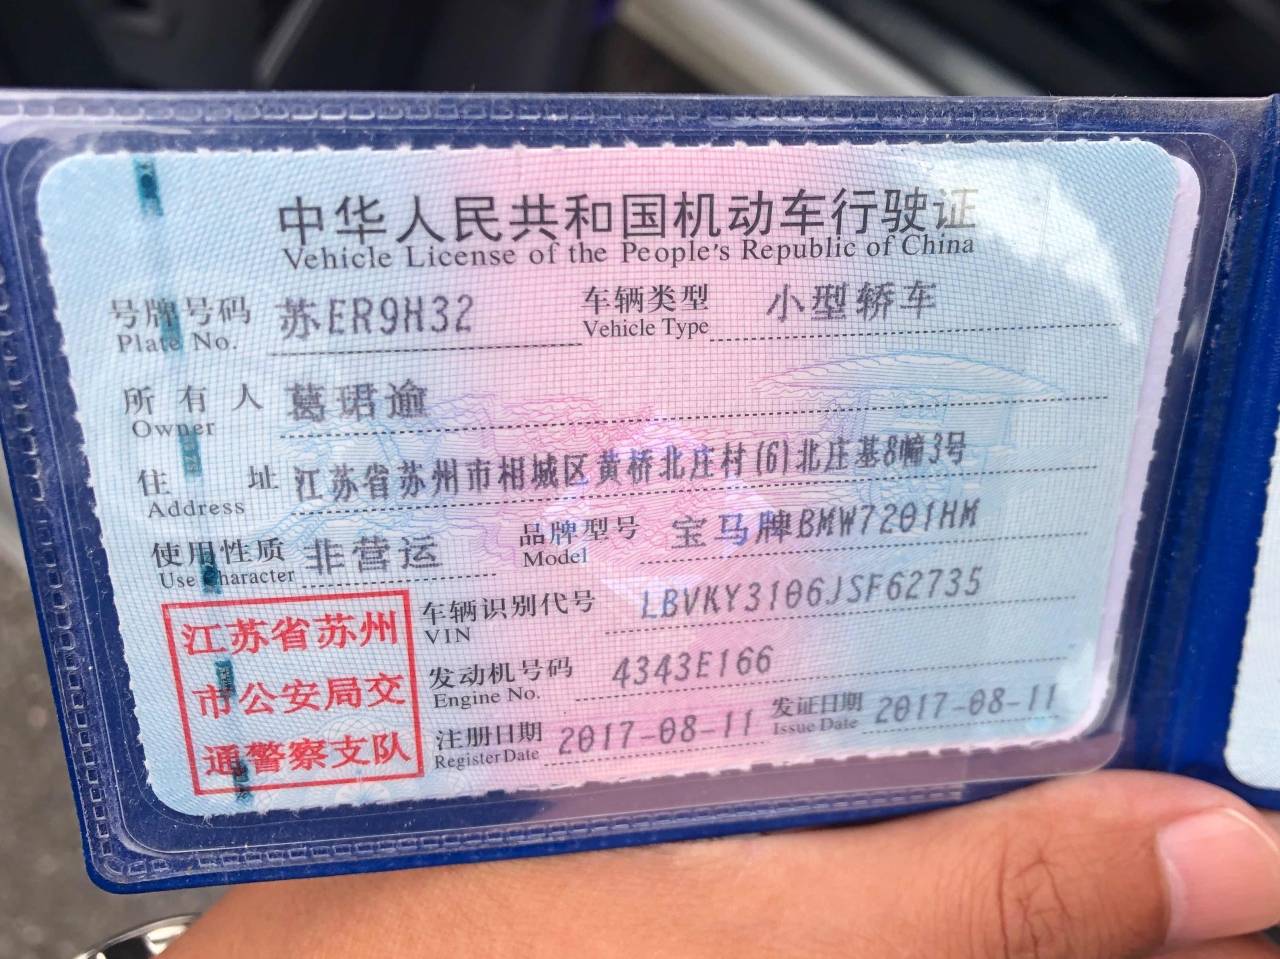 中华人民共和国机动车行驶证
Vehicle License of the People's Republic of China
号牌号码 苏ER9H32 车辆类型 小型轿车
Plate No. Vehicle Type
所有人 葛珺逾
Owner
住址 江苏省苏州市相城区黄桥北庄村(6)北庄基8幢3号
Address
使用性质 非营运 品牌型号 宝马牌BMW7201HM
Use Character Model
车辆识别代号 LBVKY3106JSF62735
VIN
发动机号码 4343E166
Engine No.
注册日期 2017-08-11 发证日期 2017-08-11
Register Date Issue Date
江苏省苏州
市公安局交
通警察支队